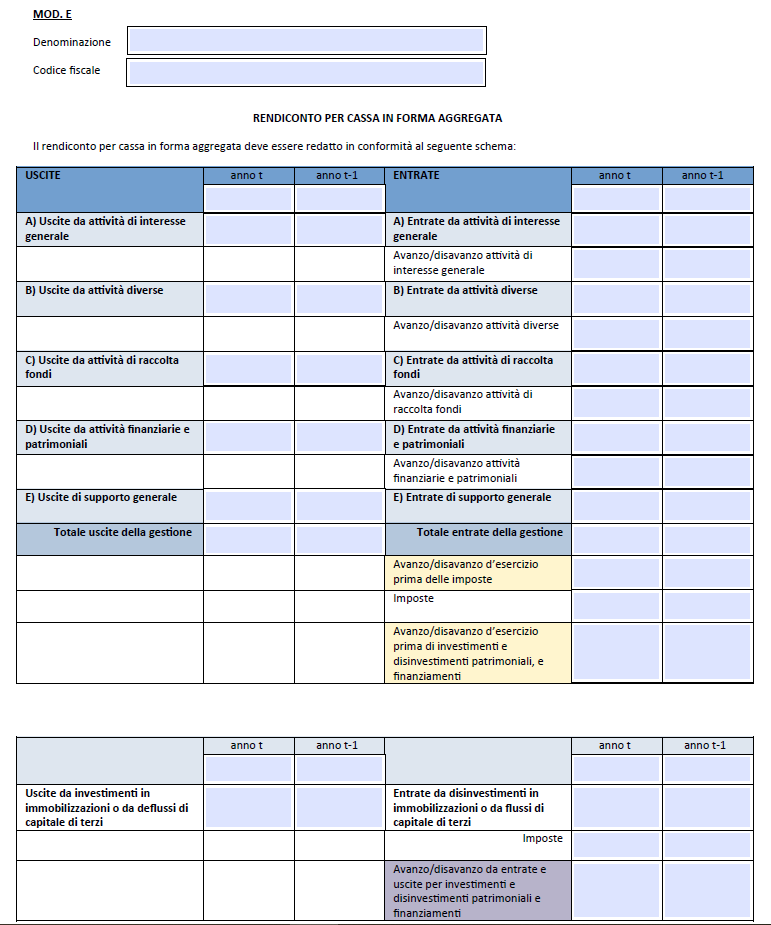 MOD. E
Denominazione
Codice fiscale
RENDICONTO PER CASSA IN FORMA AGGREGATA
Il rendiconto per cassa in forma aggregata deve essere redatto in conformità al seguente schema:
USCITE anno t anno t-1 ENTRATE anno t anno t-1
A) Uscite da attività di interesse
generale
A) Entrate da attività di interesse
generale
Avanzo/disavanzo attività di
interesse generale
B) Uscite da attività diverse
B) Entrate da attività diverse
Avanzo/disavanzo attività diverse
C) Uscite da attività di raccolta
fondi
C) Entrate da attività di raccolta
fondi
Avanzo/disavanzo attività di
raccolta fondi
D) Uscite da attività finanziarie e
patrimoniali
D) Entrate da attività finanziarie
e patrimoniali
Avanzo/disavanzo attività
finanziarie e patrimoniali
E) Uscite di supporto generale
E) Entrate di supporto generale
Totale uscite della gestione
Totale entrate della gestione
Avanzo/disavanzo d'esercizio
prima delle imposte
Imposte
Avanzo/disavanzo d'esercizio
prima di investimenti e
disinvestimenti patrimoniali, e
finanziamenti
anno t anno t-1 anno t anno t-1
Uscite da investimenti in
immobilizzazioni o da deflussi di
capitale di terzi
Entrate da disinvestimenti in
immobilizzazioni o da flussi di
capitale di terzi
Imposte
Avanzo/disavanzo da entrate e
uscite per investimenti e
disinvestimenti patrimoniali e
finanziamenti